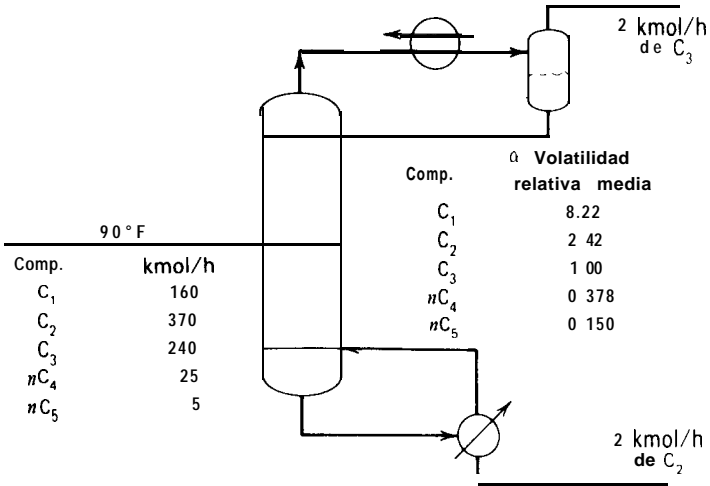 2 kmol/h
de C3
α Volatilidad
relativa media
Comp.
C1 8.22
C2 2 42
C3 1 00
nC4 0 378
nC5 0 150
90°F
Comp. kmol/h
C1 160
C2 370
C3 240
nC4 25
nC5 5
2 kmol/h
de C2